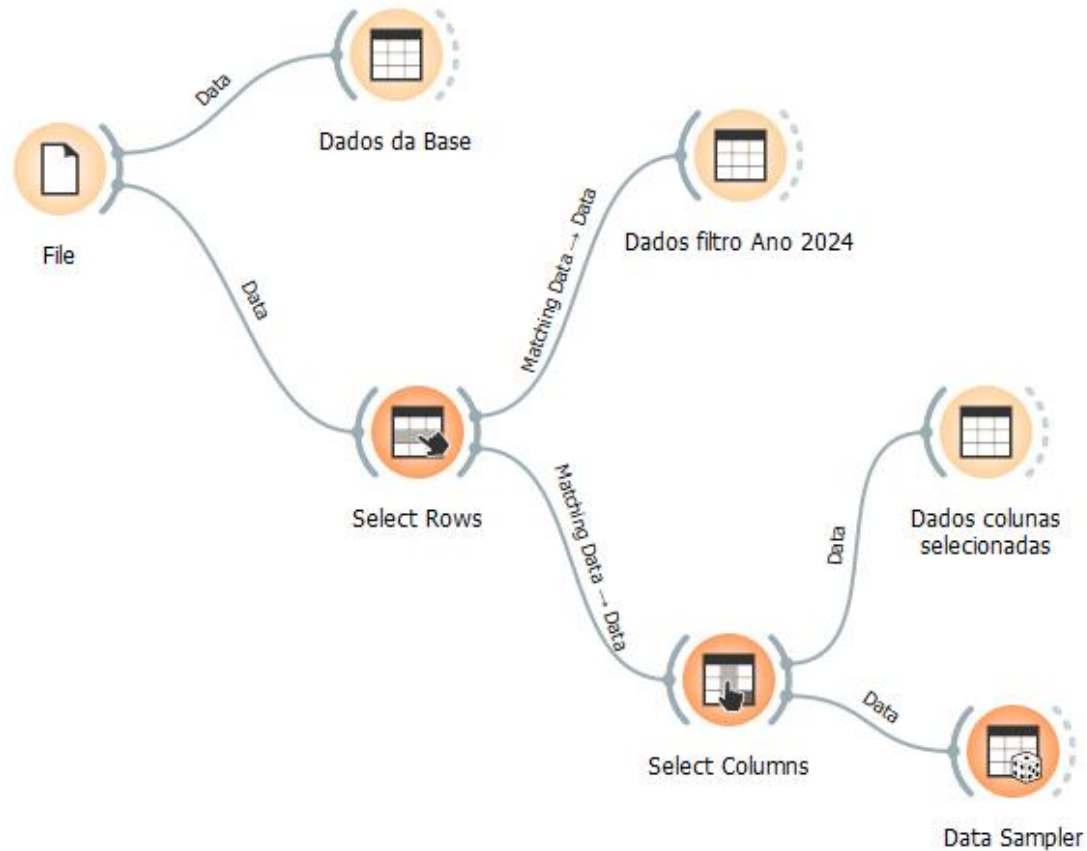 Data
Dados da Base
File
Data
Matching Data → Data
Dados filtro Ano 2024
Select Rows
Matching Data → Data
Data
Dados colunas
selecionadas
Select Columns
Data
Data Sampler